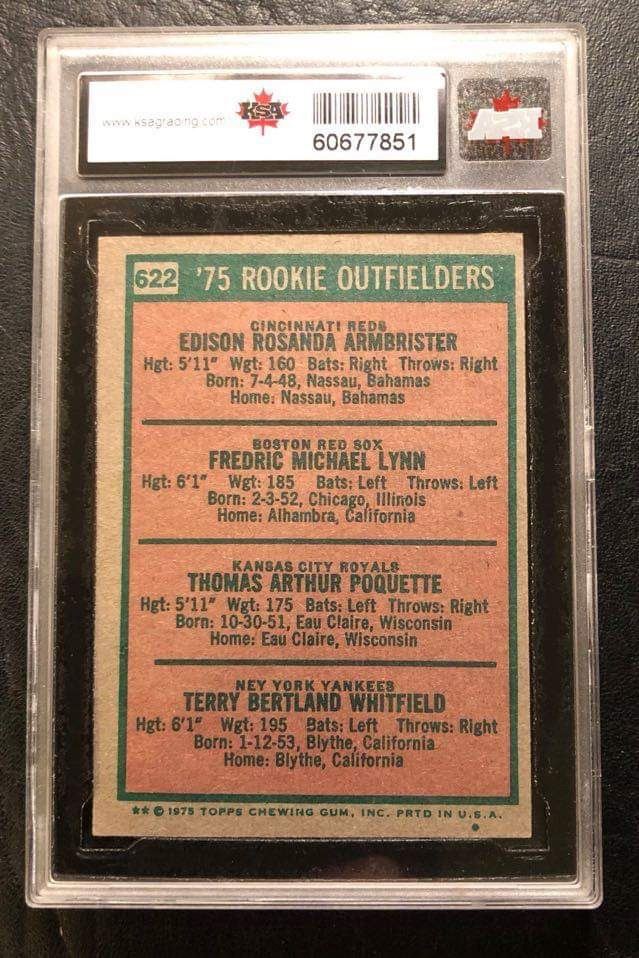 www.ksagrading.com
KSA
60677851
622 '75 ROOKIE OUTFIELDERS
CINCINNATI REDS
EDISON ROSANDA ARMBRISTER
Hgt: 5'11" Wgt: 160 Bats: Right Throws: Right
Born: 7-4-48, Nassau, Bahamas
Home: Nassau, Bahamas
BOSTON RED SOX
FREDRIC MICHAEL LYNN
Hgt: 6'1" Wgt: 185 Bats: Left Throws: Left
Born: 2-3-52, Chicago, Illinois
Home: Alhambra, California
KANSAS CITY ROYALS
THOMAS ARTHUR POQUETTE
Hgt: 5'11" Wgt: 175 Bats: Left Throws: Right
Born: 10-30-51, Eau Claire, Wisconsin
Home: Eau Claire, Wisconsin
NEY YORK YANKEES
TERRY BERTLAND WHITFIELD
Hgt: 6'1" Wgt: 195 Bats: Left Throws: Right
Born: 1-12-53, Blythe, California
Home: Blythe, California
** © 1975 TOPPS CHEWING GUM, INC. PRTD IN U.S.A.